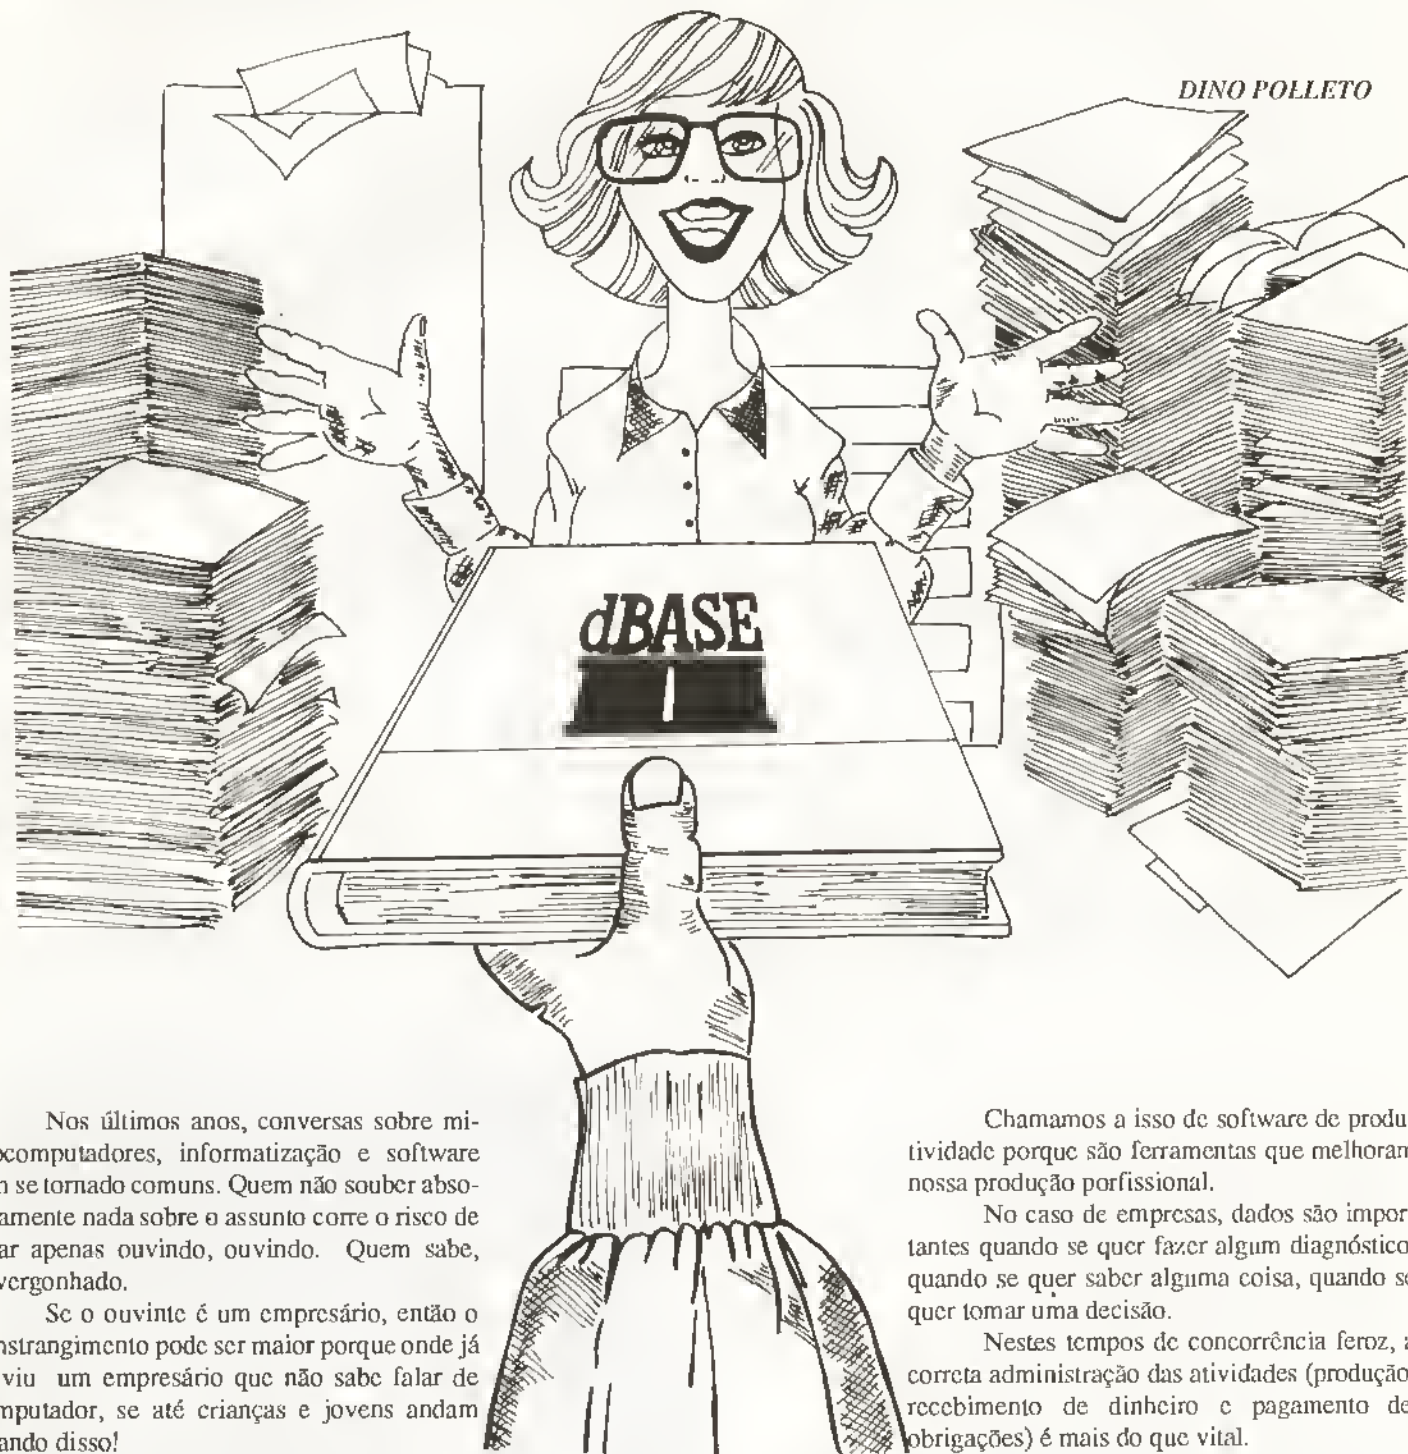 DINO POLLETO
dBASE
I
Nos últimos anos, conversas sobre mi-
ocomputadores, informatização e software
n se tornado comuns. Quem não souber abso-
amente nada sobre o assunto corre o risco de
ar apenas ouvindo, ouvindo. Quem sabe,
vergonhado.
Se o ouvinte é um empresário, então o
nstrangimento pode ser maior porque onde já
viu um empresário que não sabe falar de
mputador, se até crianças e jovens andam
ando disso!
Chamamos a isso de software de produ
tividade porque são ferramentas que melhoram
nossa produção porfissional.
No caso de empresas, dados são impor
tantes quando se quer fazer algum diagnóstico
quando se quer saber alguma coisa, quando se
quer tomar uma decisão.
Nestes tempos de concorrência feroz, a
correta administração das atividades (produção
recebimento de dinheiro e pagamento de
obrigações) é mais do que vital.